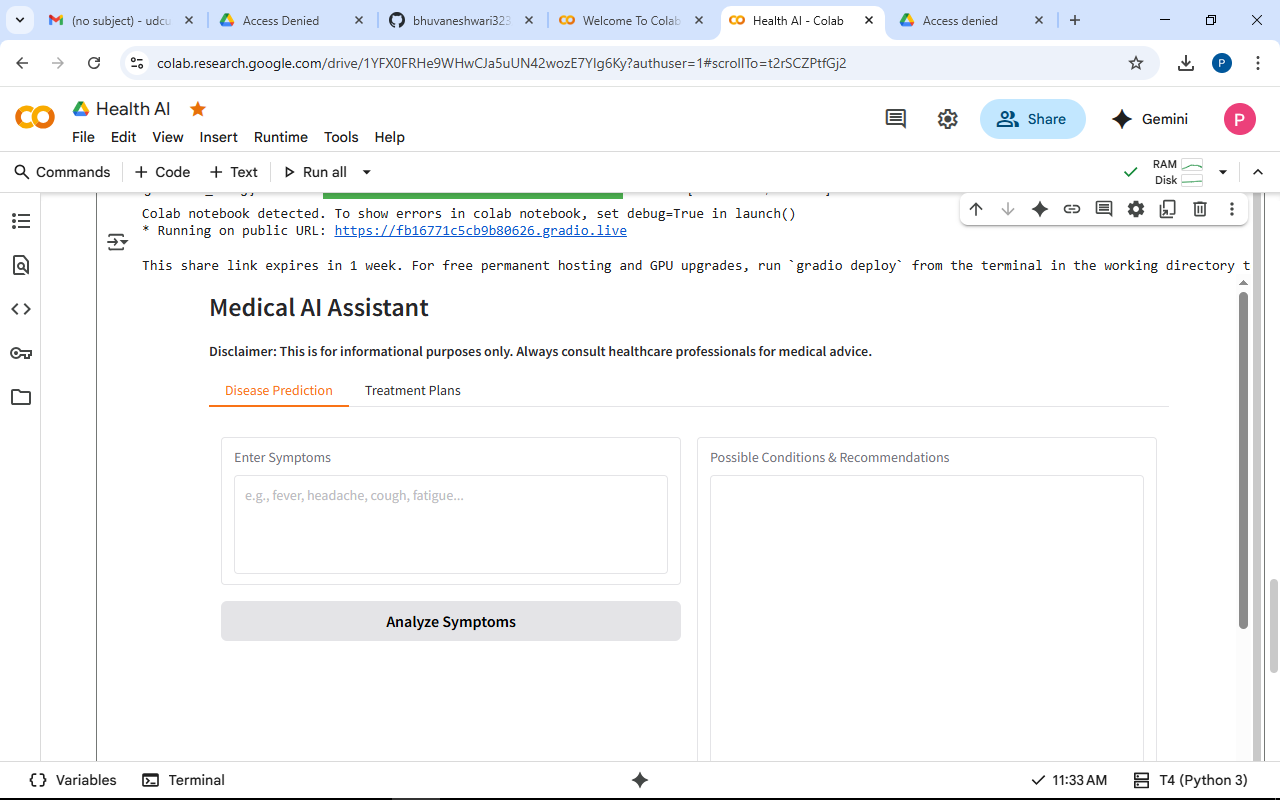 (no subject) - udcu
Access Denied
bhuvaneshwari323
Welcome To Colab
Health AI - Colab
Access denied
colab.research.google.com/drive/1YFX0FRHe9WHwCJa5uUN42wozE7YIg6Ky?authuser=1#scrollTo=t2rSCZPtfGj2
P
Health AI
File Edit View Insert Runtime Tools Help
Share
Gemini
P
Commands
+ Code + Text
Run all
RAM
Disk
Colab notebook detected. To show errors in colab notebook, set debug=True in launch()
* Running on public URL: https://fb16771c5cb9b80626.gradio.live
This share link expires in 1 week. For free permanent hosting and GPU upgrades, run `gradio deploy` from the terminal in the working directory t
Medical AI Assistant
Disclaimer: This is for informational purposes only. Always consult healthcare professionals for medical advice.
Disease Prediction Treatment Plans
Enter Symptoms
e.g., fever, headache, cough, fatigue...
Analyze Symptoms
Possible Conditions & Recommendations
Variables Terminal
11:33 AM
T4 (Python 3)